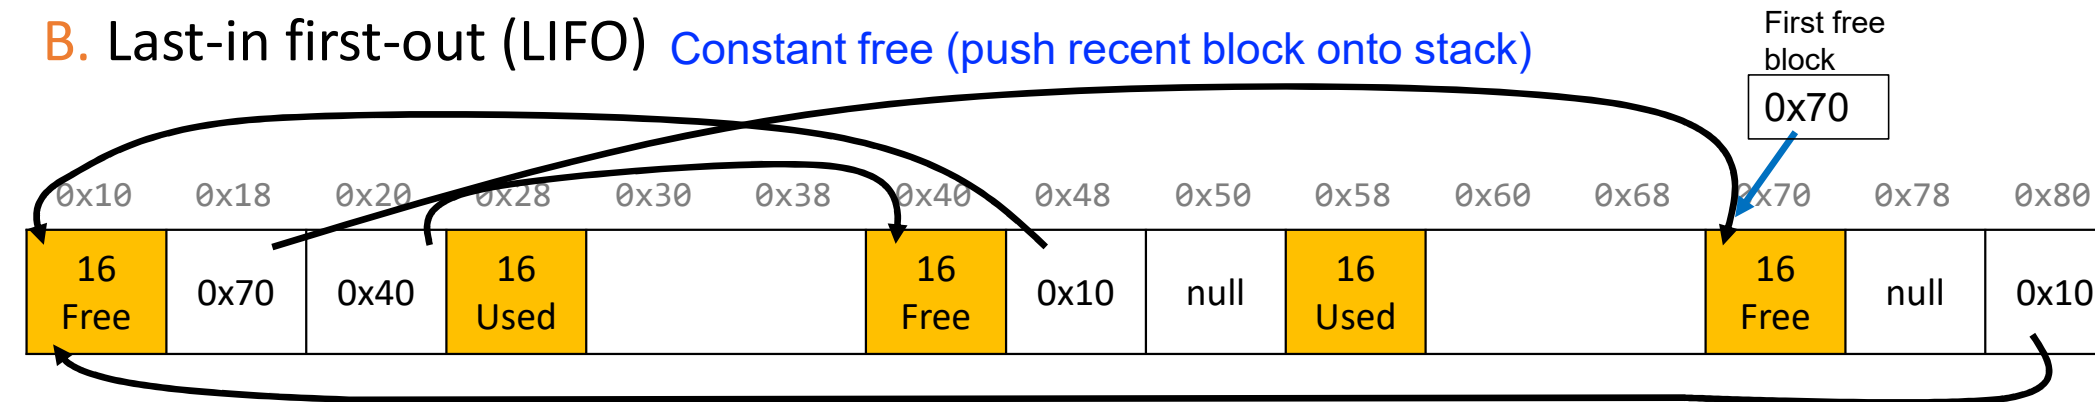 B. Last-in first-out (LIFO) Constant free (push recent block onto stack)
First free
block
0x70
0x10 0x18 0x20 0x28 0x30 0x38 0x40 0x48 0x50 0x58 0x60 0x68 0x70 0x78 0x80
16 Free 0x70 0x40 16 Used 16 Free 0x10 null 16 Used 16 Free null 0x10